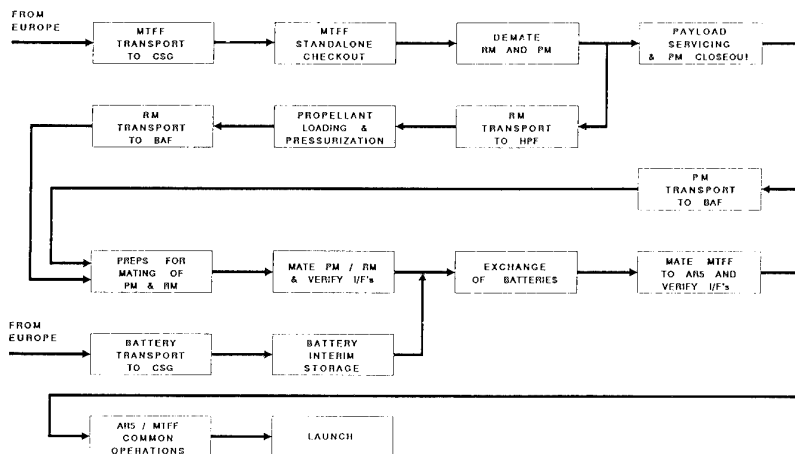 FROM
EUROPE
MTFF
TRANSPORT
TO CSG
MTFF
STANDALONE
CHECKOUT
DEMATE
RM AND PM
PAYLOAD
SERVICING
& PM CLOSEOUT
RM
TRANSPORT
TO BAF
PROPELLANT
LOADING &
PRESSURIZATION
RM
TRANSPORT
TO HPF
PM
TRANSPORT
TO BAF
PREPS FOR
MATING OF
PM & RM
MATE PM / RM
& VERIFY I/F's
EXCHANGE
OF BATTERIES
MATE MTFF
TO AR5 AND
VERIFY I/F's
FROM
EUROPE
BATTERY
TRANSPORT
TO CSG
BATTERY
INTERIM
STORAGE
AR5 / MTFF
COMMON
OPERATIONS
LAUNCH